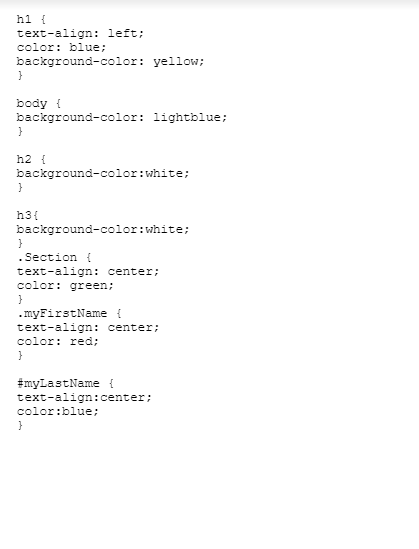 h1 {
text-align: left;
color: blue;
background-color: yellow;
}
body {
background-color: lightblue;
}
h2 {
background-color:white;
}
h3{
background-color:white;
}
.Section {
text-align: center;
color: green;
}
.myFirstName {
text-align: center;
color: red;
}
#myLastName {
text-align:center;
color:blue;
}